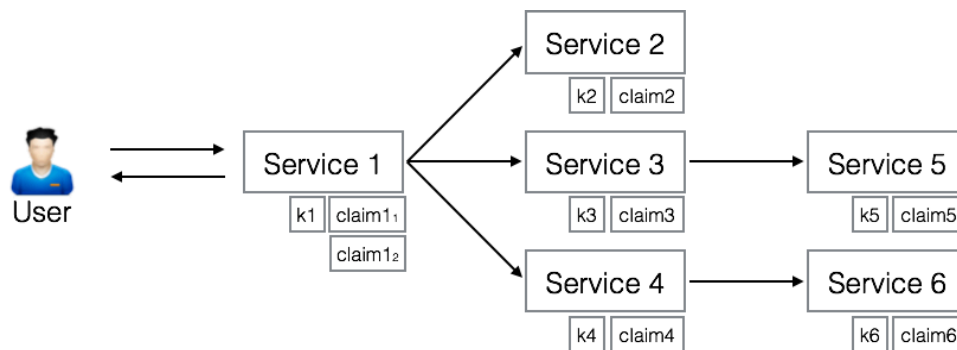 Service 2
k2 claim2
User
Service 1
k1 claim1₁
claim1₂
Service 3
k3 claim3
Service 5
k5 claim5
Service 4
k4 claim4
Service 6
k6 claim6